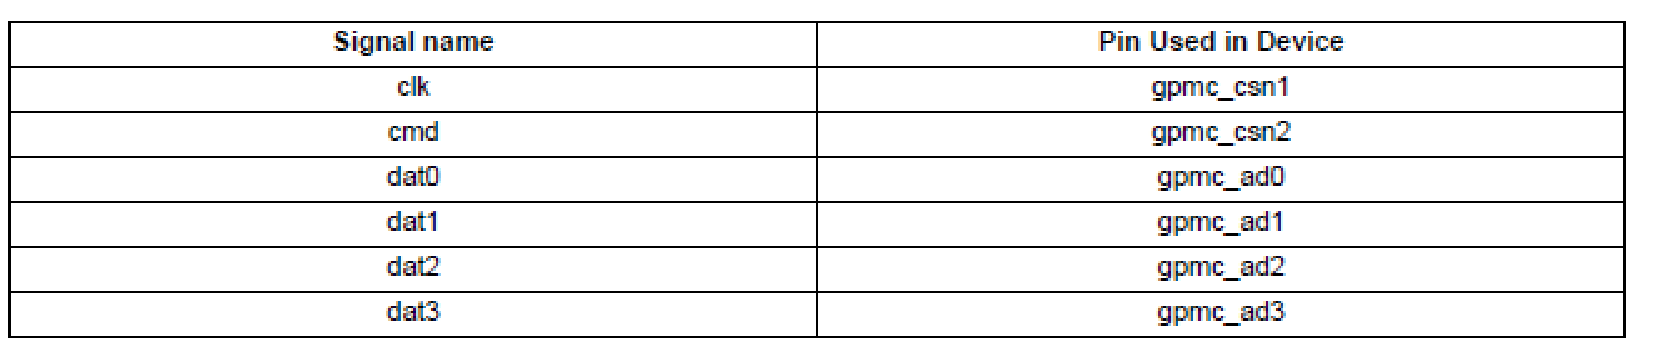 Signal name Pin Used in Device
clk gpmc_csn1
cmd gpmc_csn2
dat0 gpmc_ad0
dat1 gpmc_ad1
dat2 gpmc_ad2
dat3 gpmc_ad3